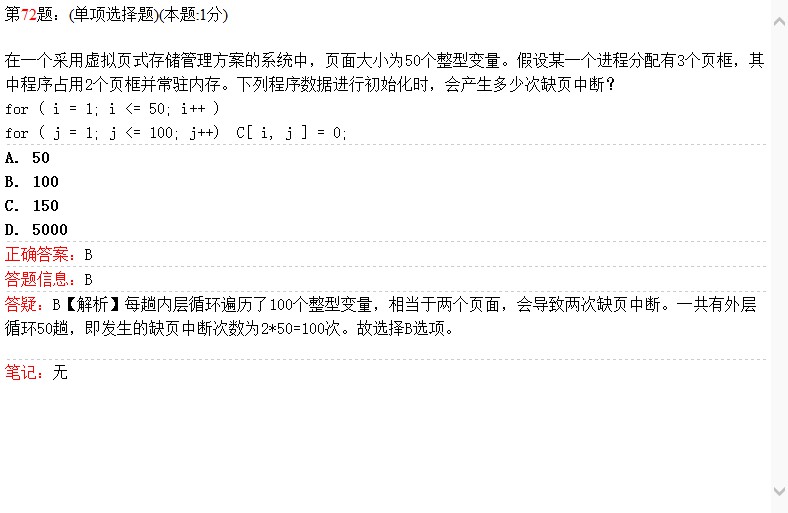 第72题：(单项选择题)(本题:1分)
在一个采用虚拟页式存储管理方案的系统中，页面大小为50个整型变量。假设某一个进程分配有3个页框，其
中程序占用2个页框并常驻内存。下列程序数据进行初始化时，会产生多少次缺页中断？
for ( i = 1; i <= 50; i++ )
for ( j = 1; j <= 100; j++)  C[ i, j ] = 0;
A. 50
B. 100
C. 150
D. 5000
正确答案：B
答题信息：B
答疑：B【解析】每趟内层循环遍历了100个整型变量，相当于两个页面，会导致两次缺页中断。一共有外层
循环50趟，即发生的缺页中断次数为2*50=100次。故选择B选项。
笔记：无